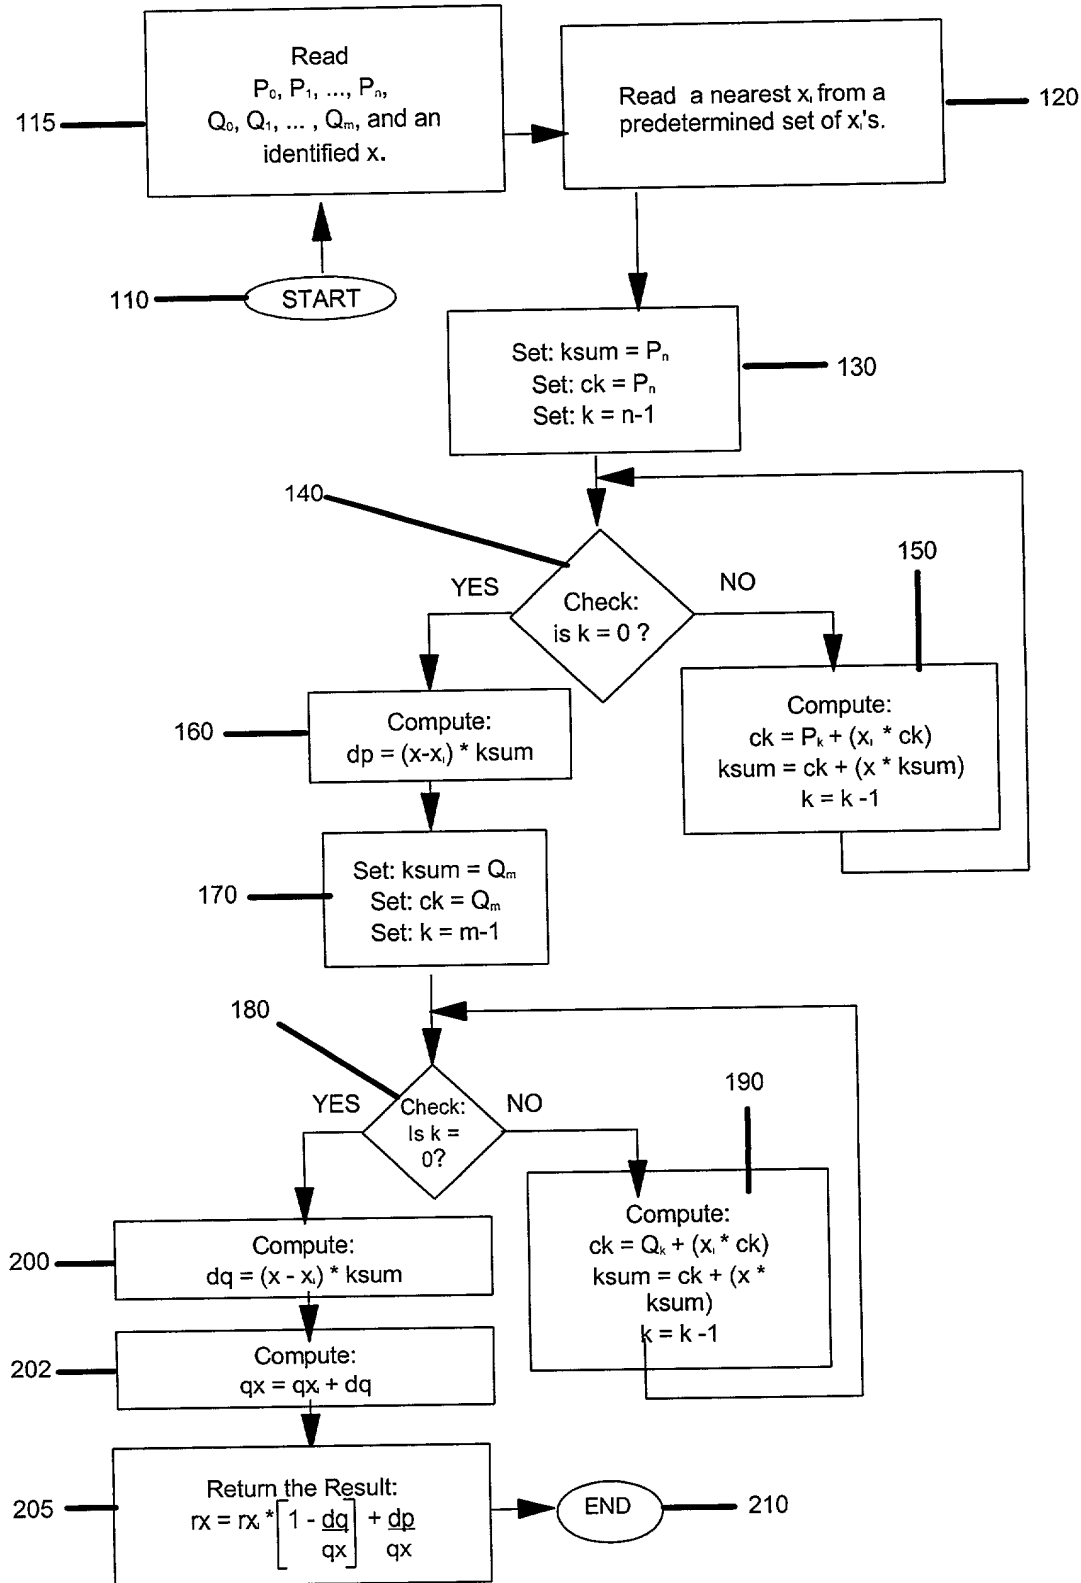 Read
P₀, P₁, ..., Pₙ,
Q₀, Q₁, ... , Qₘ, and an
identified x.
115
Read a nearest xᵢ from a
predetermined set of xᵢ's.
120
110
START
Set: ksum = Pₙ
Set: ck = Pₙ
Set: k = n-1
130
140
YES
NO
Check:
is k = 0 ?
150
Compute:
ck = Pₖ + (xᵢ * ck)
ksum = ck + (x * ksum)
k = k -1
160
Compute:
dp = (x-xᵢ) * ksum
170
Set: ksum = Qₘ
Set: ck = Qₘ
Set: k = m-1
180
YES
NO
Check:
Is k =
0?
190
Compute:
ck = Qₖ + (xᵢ * ck)
ksum = ck + (x *
ksum)
k = k -1
200
Compute:
dq = (x - xᵢ) * ksum
202
Compute:
qx = qxᵢ + dq
205
Return the Result:
rx = rxᵢ * [1 - dq/qx] + dp/qx
END
210